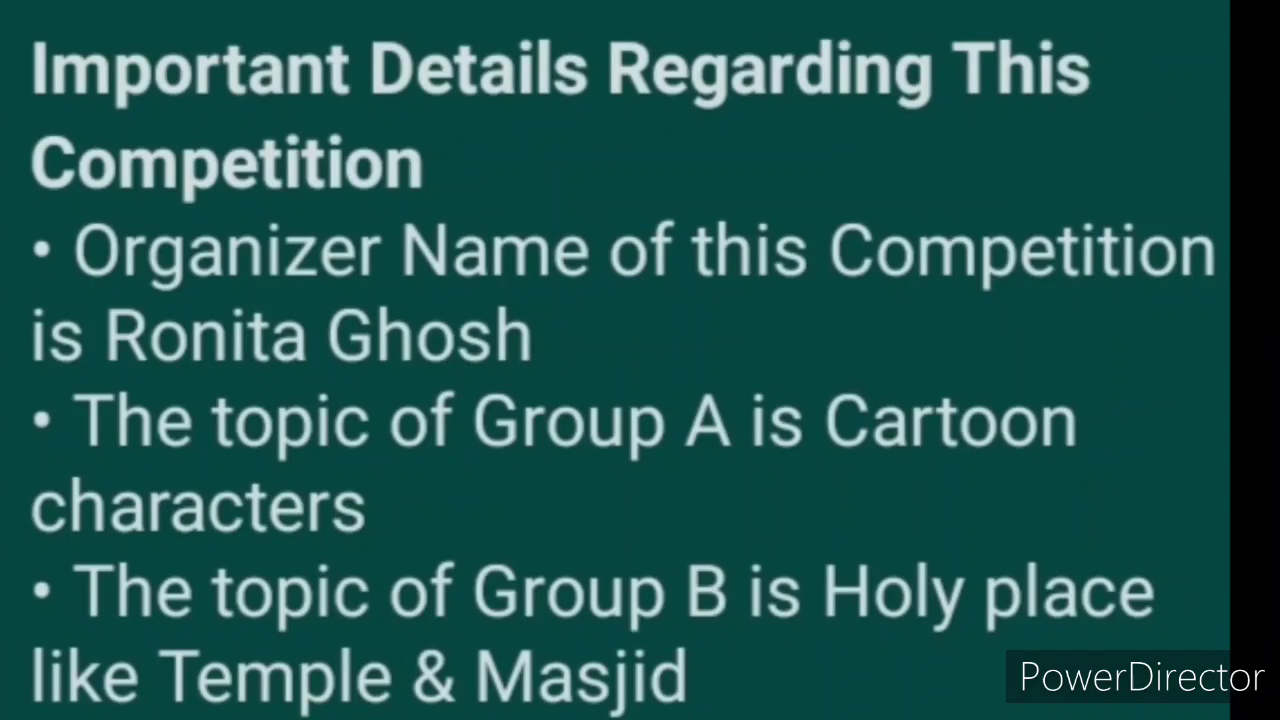 Important Details Regarding This
Competition
• Organizer Name of this Competition
is Ronita Ghosh
• The topic of Group A is Cartoon
characters
• The topic of Group B is Holy place
like Temple & Masjid
PowerDirector